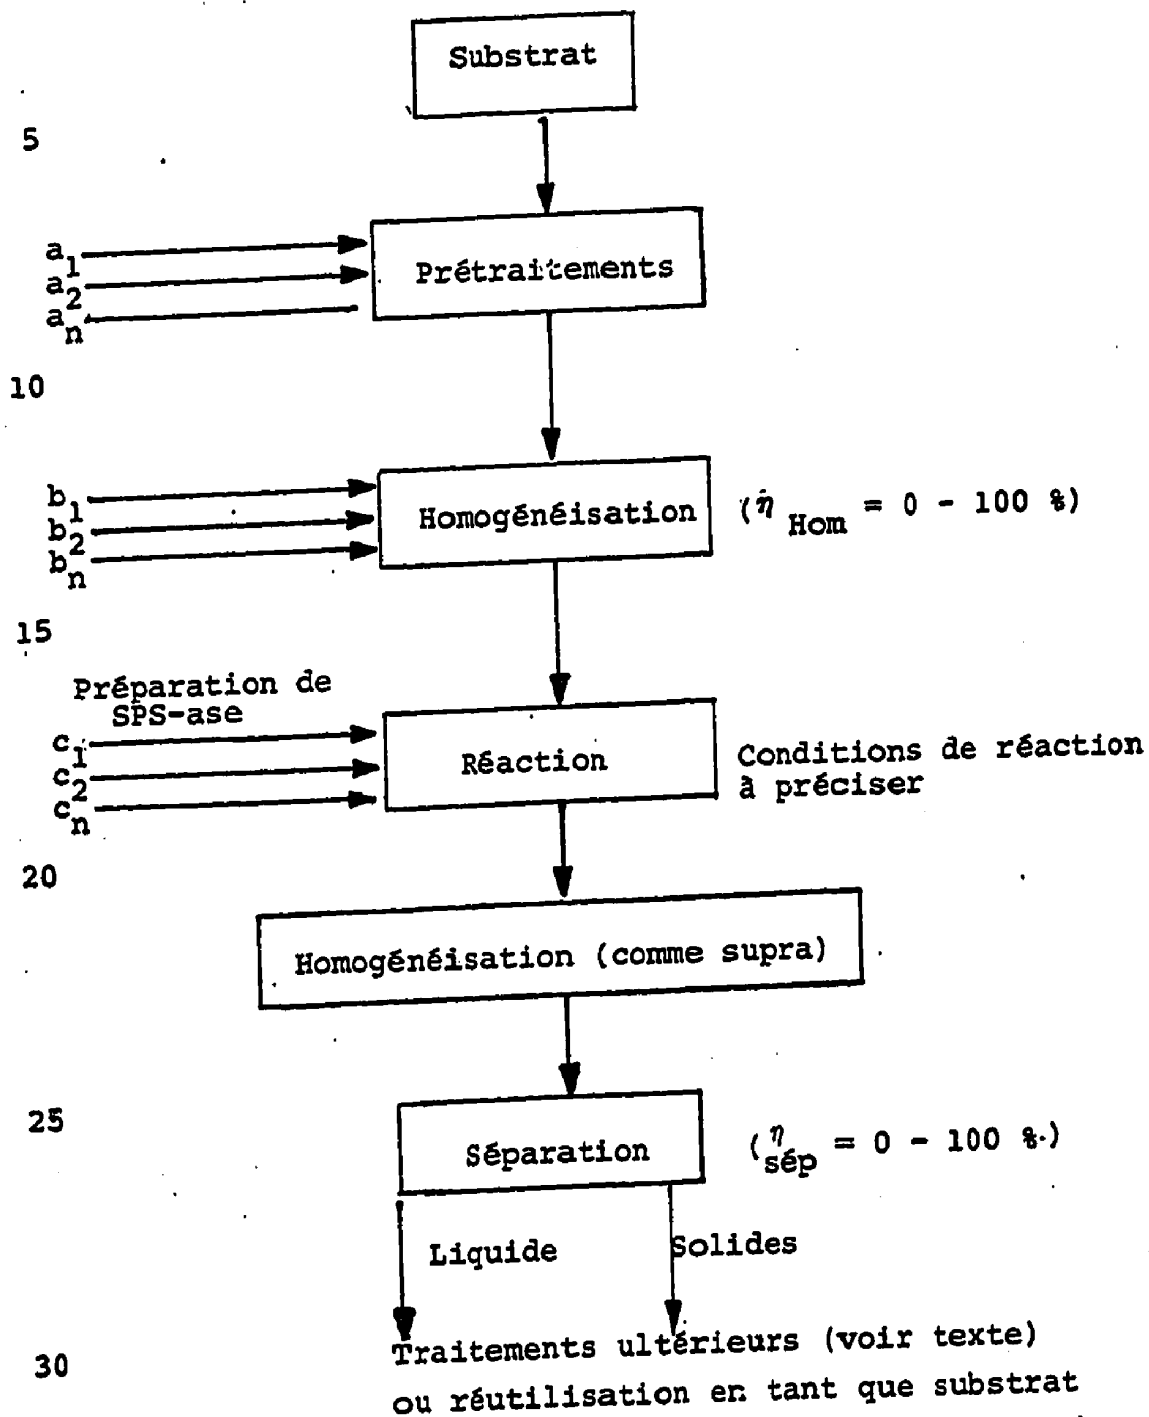 Substrat
5
a1
a2
an
Prétraitements
10
b1
b2
bn
Homogénéisation
(η Hom = 0 - 100 %)
15
Préparation de
SPS-ase
c1
c2
cn
Réaction
Conditions de réaction
à préciser
20
Homogénéisation (comme supra)
25
Séparation
(η sép = 0 - 100 %)
Liquide
Solides
30
Traitements ultérieurs (voir texte)
ou réutilisation en tant que substrat